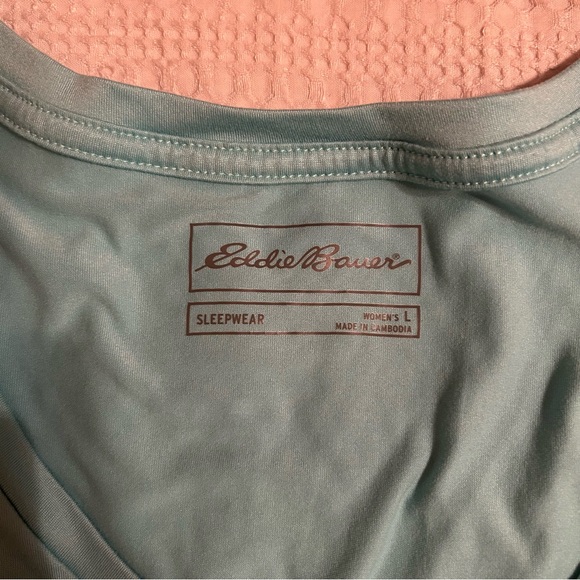 Eddie Bauer®
SLEEPWEAR
WOMEN'S L
MADE IN CAMBODIA